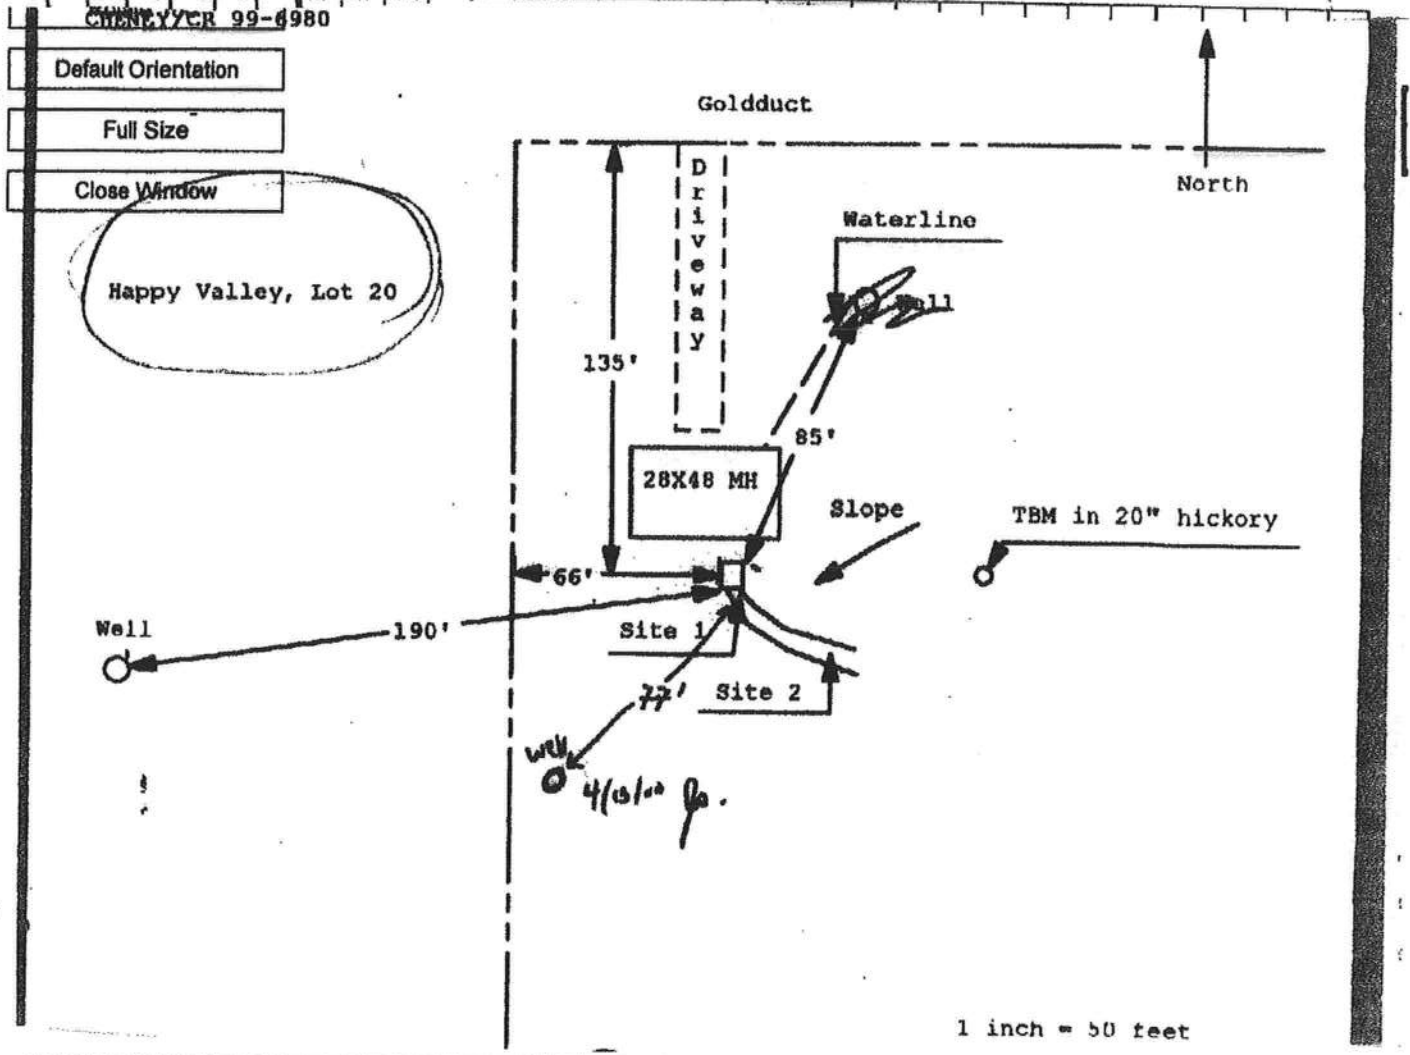 CHENEY/CR 99-6980
Default Orientation
Full Size
Close Window
Goldduct
North
Driveway
Waterline
Well
Happy Valley, Lot 20
135'
85'
28X48 MH
Slope
TBM in 20" hickory
66'
Well
190'
Site 1
77'
Site 2
Well
1 inch = 50 feet